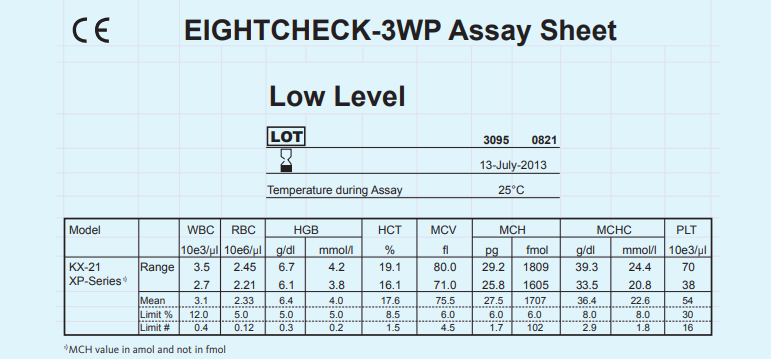 CE EIGHTCHECK-3WP Assay Sheet
Low Level
LOT 3095 0821
13-July-2013
Temperature during Assay 25°C
Model WBC RBC HGB HCT MCV MCH MCHC PLT
10e3/µl 10e6/µl g/dl mmol/l % fl pg fmol g/dl mmol/l 10e3/µl
KX-21 Range 3.5 2.45 6.7 4.2 19.1 80.0 29.2 1809 39.3 24.4 70
XP-Series*⁾ 2.7 2.21 6.1 3.8 16.1 71.0 25.8 1605 33.5 20.8 38
Mean 3.1 2.33 6.4 4.0 17.6 75.5 27.5 1707 36.4 22.6 54
Limit % 12.0 5.0 5.0 5.0 8.5 6.0 6.0 6.0 8.0 8.0 30
Limit # 0.4 0.12 0.3 0.2 1.5 4.5 1.7 102 2.9 1.8 16
*⁾MCH value in amol and not in fmol